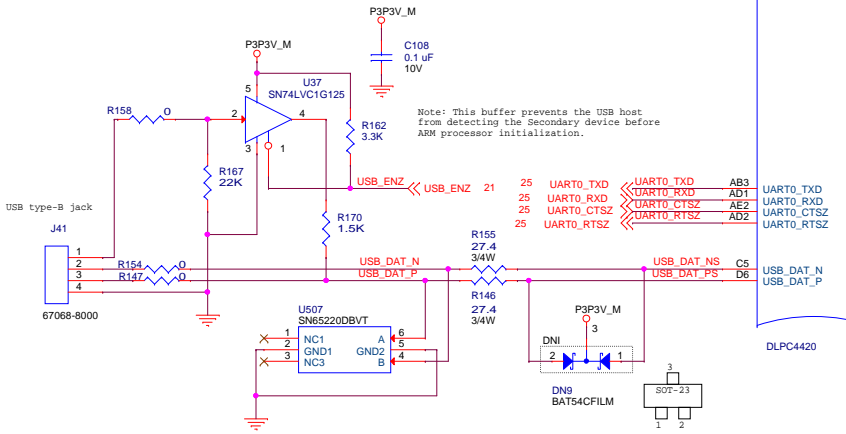 P3P3V_M
P3P3V_M
C108
0.1 uF
10V
U37
SN74LVC1G125
5
R158
0
2
4
3
1
R162
3.3K
Note: This buffer prevents the USB host
from detecting the Secondary device before
ARM processor initialization.
R167
22K
USB_ENZ
USB_ENZ
21
25
UART0_TXD
UART0_TXD
AB3
UART0_TXD
25
UART0_RXD
UART0_RXD
AD1
UART0_RXD
25
UART0_CTSZ
UART0_CTSZ
AE2
UART0_CTSZ
25
UART0_RTSZ
UART0_RTSZ
AD2
UART0_RTSZ
USB type-B jack
J41
R170
1.5K
R155
27.4
3/4W
1
2
R154
0
USB_DAT_N
USB_DAT_NS
C5
USB_DAT_N
3
R147
0
USB_DAT_P
USB_DAT_PS
D6
USB_DAT_P
4
67068-8000
R146
27.4
3/4W
U507
SN65220DBVT
1
NC1
A
6
2
GND1
GND2
5
3
NC3
B
4
P3P3V_M
3
DNI
2
1
DN9
BAT54CFILM
DLPC4420
3
SOT-23
1
2